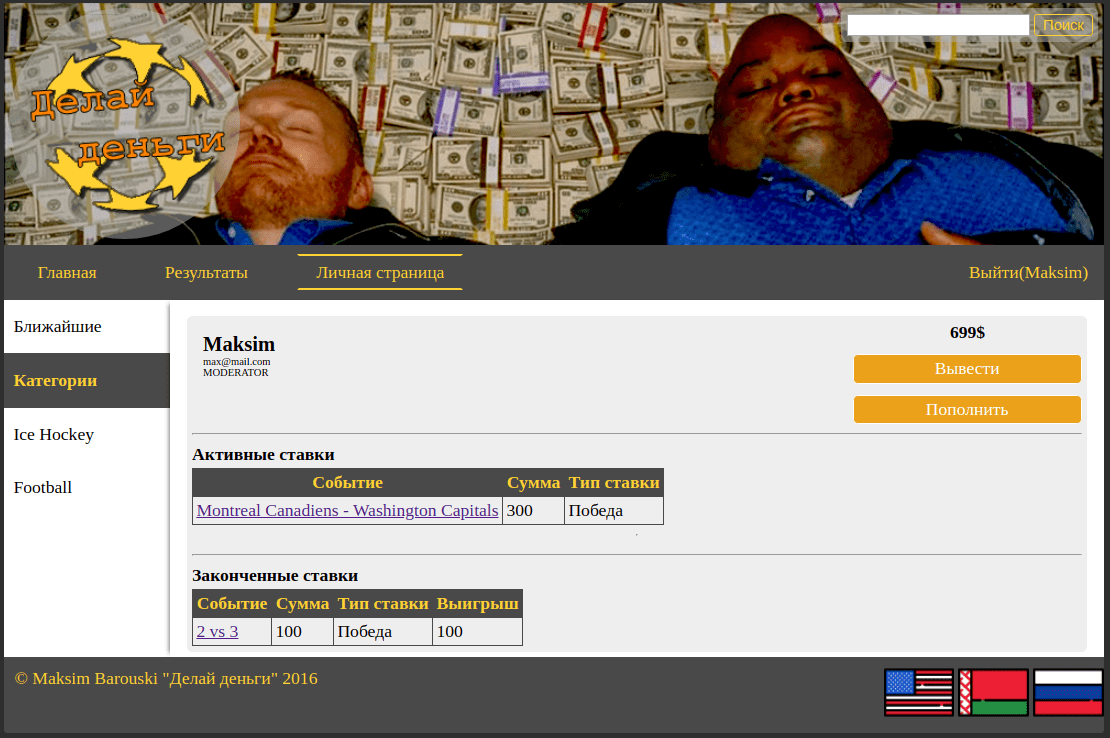 Поиск
Делай
деньги
Главная Результаты Личная страница Выйти(Maksim)
Ближайшие
Категории
Ice Hockey
Football
Maksim
max@mail.com
MODERATOR
699$
Вывести
Пополнить
Активные ставки
Событие Сумма Тип ставки
Montreal Canadiens - Washington Capitals 300 Победа
Законченные ставки
Событие Сумма Тип ставки Выигрыш
2 vs 3 100 Победа 100
© Maksim Barouski "Делай деньги" 2016